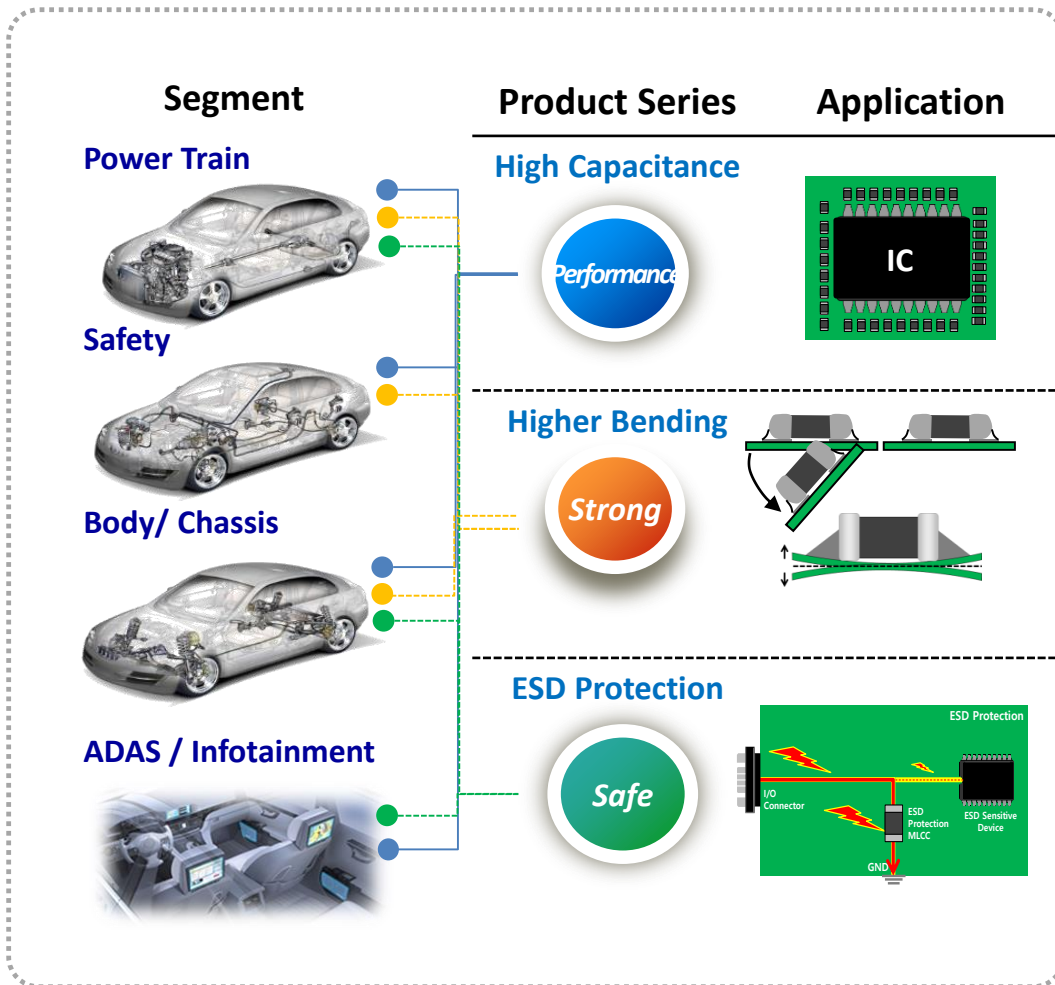 Segment
Product Series
Application
Power Train
High Capacitance
Performance
IC
Safety
Higher Bending
Strong
Body/ Chassis
ESD Protection
Safe
ESD Protection
I/O
Connector
ESD
Protection
MLCC
ESD Sensitive
Device
GND
ADAS / Infotainment